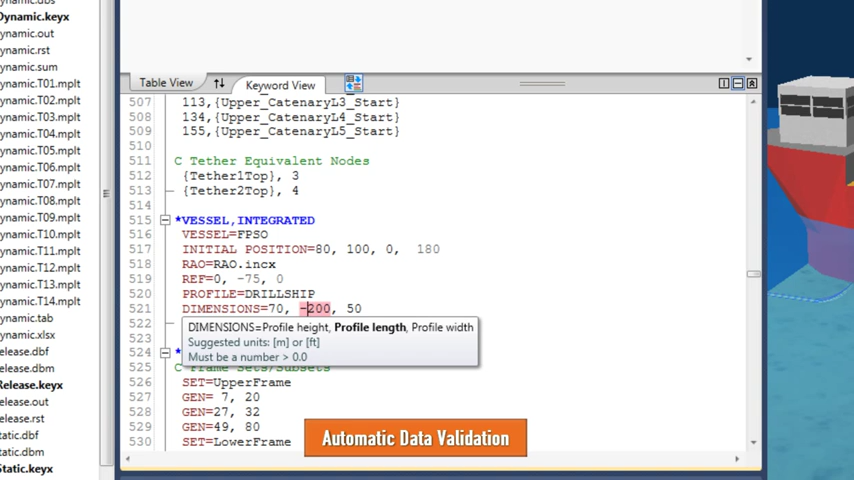 ynamic.dbs
Dynamic.keyx
ynamic.out
ynamic.rst
ynamic.sum
ynamic.T01.mplt
ynamic.T02.mplt
ynamic.T03.mplt
ynamic.T04.mplt
ynamic.T05.mplt
ynamic.T06.mplt
ynamic.T07.mplt
ynamic.T08.mplt
ynamic.T09.mplt
ynamic.T10.mplt
ynamic.T11.mplt
ynamic.T12.mplt
ynamic.T13.mplt
ynamic.T14.mplt
ynamic.tab
ynamic.xlsx
elease.dbf
elease.dbm
Release.keyx
elease.out
elease.rst
tatic.dbf
tatic.dbm
Static.keyx
Table View
Keyword View
507 113,{Upper_CatenaryL3_Start}
508 134,{Upper_CatenaryL4_Start}
509 155,{Upper_CatenaryL5_Start}
510
511 C Tether Equivalent Nodes
512 {Tether1Top}, 3
513 {Tether2Top}, 4
514
515 *VESSEL,INTEGRATED
516 VESSEL=FPSO
517 INITIAL POSITION=80, 100, 0, 180
518 RAO=RAO.incx
519 REF=0, -75, 0
520 PROFILE=DRILLSHIP
521 DIMENSIONS=70, -200, 50
522
DIMENSIONS=Profile height, Profile length, Profile width
Suggested units: [m] or [ft]
Must be a number > 0.0
524 *
525 C Frame Sets/Subsets
526 SET=UpperFrame
527 GEN= 7, 20
528 GEN=27, 32
529 GEN=49, 80
530 SET=LowerFrame
Automatic Data Validation